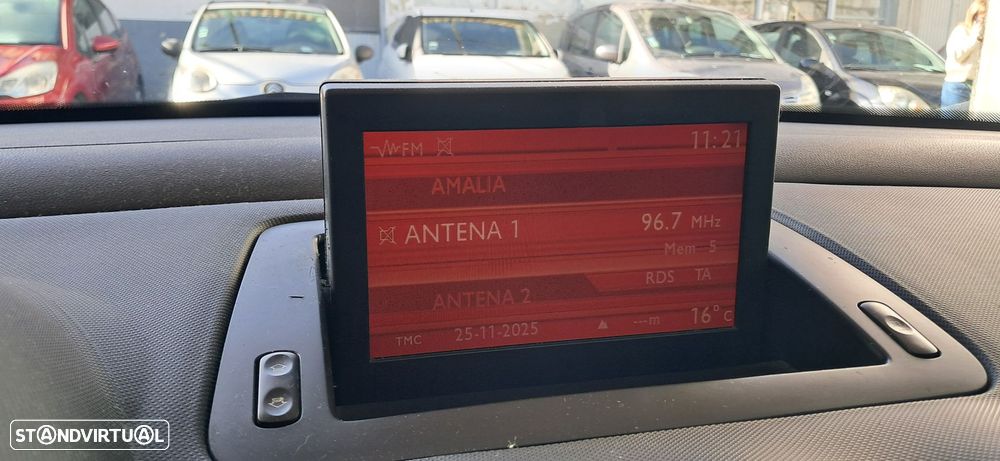 FM 11:21
AMALIA
ANTENA 1 96.7 MHz
Mem 5
RDS TA
ANTENA 2
TMC 25-11-2025 ---m 16°C
STANDVIRTUAL